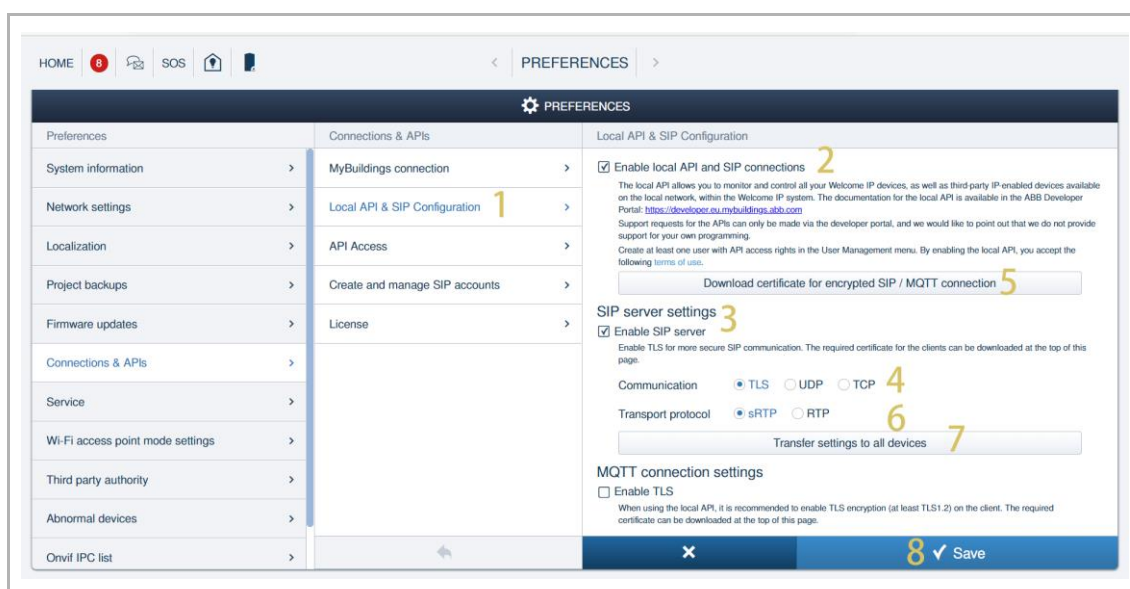 HOME 8 SOS < PREFERENCES >
PREFERENCES
Preferences
System information >
Network settings >
Localization >
Project backups >
Firmware updates >
Connections & APIs >
Service >
Wi-Fi access point mode settings >
Third party authority >
Abnormal devices >
Onvif IPC list >
Connections & APIs
MyBuildings connection >
Local API & SIP Configuration 1 >
API Access >
Create and manage SIP accounts >
License >
Local API & SIP Configuration
Enable local API and SIP connections 2
The local API allows you to monitor and control all your Welcome IP devices, as well as third-party IP-enabled devices available
on the local network, within the Welcome IP system. The documentation for the local API is available in the ABB Developer
Portal: https://developer.eu.mybuildings.abb.com
Support requests for the APIs can only be made via the developer portal, and we would like to point out that we do not provide
support for your own programming.
Create at least one user with API access rights in the User Management menu. By enabling the local API, you accept the
following terms of use.
Download certificate for encrypted SIP / MQTT connection 5
SIP server settings 3
Enable SIP server
Enable TLS for more secure SIP communication. The required certificate for the clients can be downloaded at the top of this
page.
Communication TLS UDP TCP 4
Transport protocol sRTP RTP 6
Transfer settings to all devices 7
MQTT connection settings
Enable TLS
When using the local API, it is recommended to enable TLS encryption (at least TLS1.2) on the client. The required
certificate can be downloaded at the top of this page.
8 Save